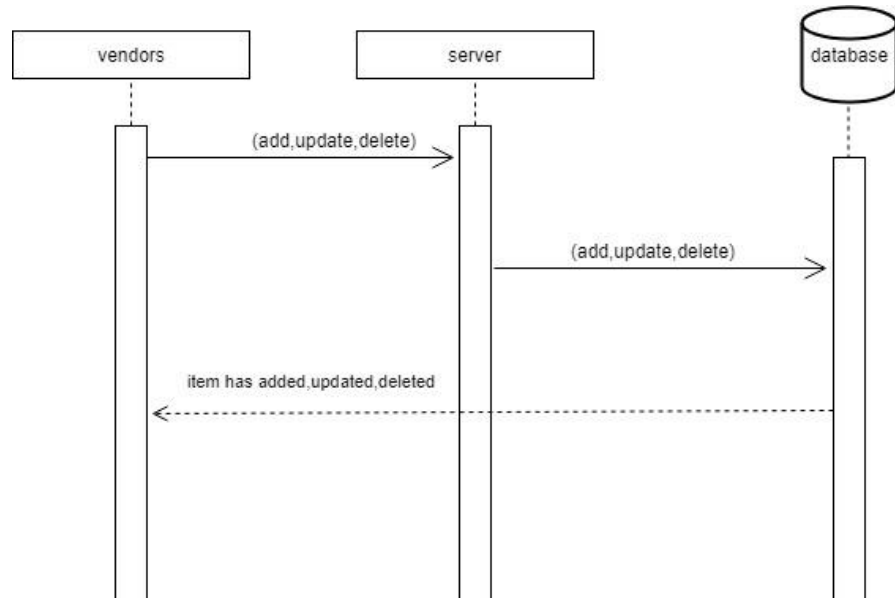 vendors
server
database
(add,update,delete)
(add,update,delete)
item has added,updated,deleted